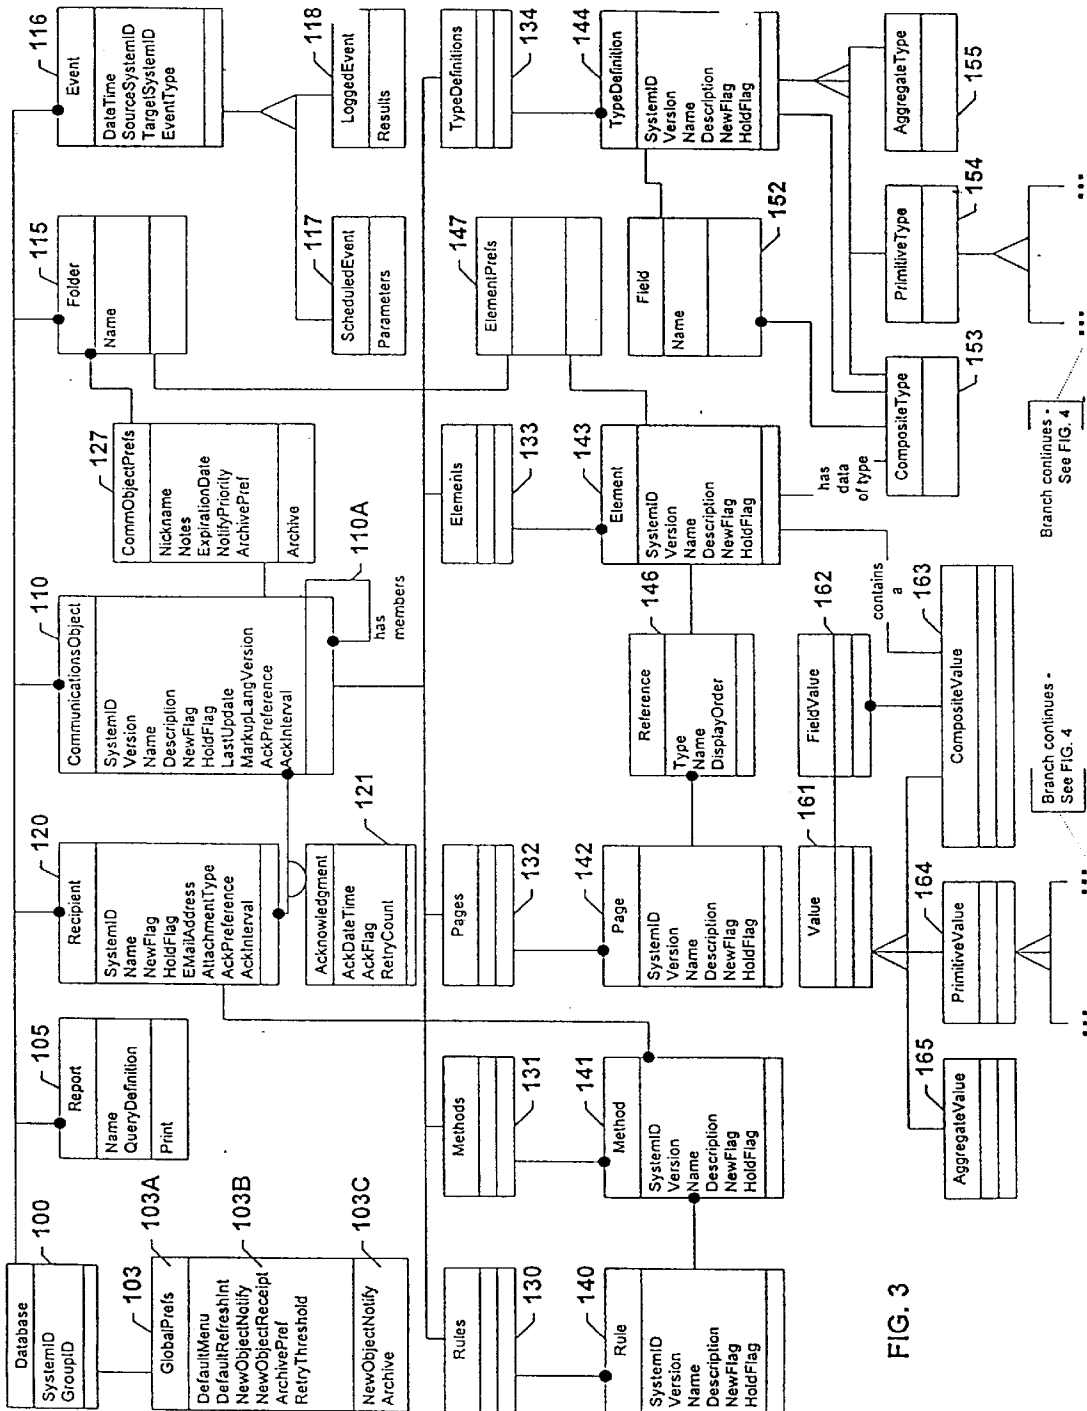 Database
100
SystemID
GroupID
103
103A
GlobalPrefs
103B
DefaultMenu
DefaultRefreshInt
NewObjectNotify
NewObjectReceipt
ArchivePref
RetryThreshold
103C
NewObjectNotify
Archive
105
Report
Name
QueryDefinition
Print
120
Recipient
SystemID
Name
NewFlag
HoldFlag
EMailAddress
AttachmentType
AckPreference
AckInterval
121
Acknowledgment
AckDateTime
AckFlag
RetryCount
110
CommunicationsObject
SystemID
Version
Name
Description
NewFlag
HoldFlag
LastUpdate
MarkupLangVersion
AckPreference
AckInterval
110A
has
members
127
CommObjectPrefs
Nickname
Notes
ExpirationDate
NotifyPriority
ArchivePref
Archive
115
Folder
Name
116
Event
DateTime
SourceSystemID
TargetSystemID
EventType
117
ScheduledEvent
Parameters
118
LoggedEvent
Results
Rules
130
Methods
131
Pages
132
Elements
133
ElementPrefs
147
TypeDefinitions
134
140
Rule
SystemID
Version
Name
Description
NewFlag
HoldFlag
141
Method
SystemID
Version
Name
Description
NewFlag
HoldFlag
142
Page
SystemID
Version
Name
Description
NewFlag
HoldFlag
146
Reference
Type
Name
DisplayOrder
143
Element
SystemID
Version
Name
Description
NewFlag
HoldFlag
Field
Name
152
144
TypeDefinition
SystemID
Version
Name
Description
NewFlag
HoldFlag
has
data
of type
contains
a
161
Value
162
FieldValue
163
CompositeValue
164
PrimitiveValue
165
AggregateValue
CompositeType
153
PrimitiveType
154
AggregateType
155
Branch continues -
See FIG. 4
Branch continues -
See FIG. 4
FIG. 3